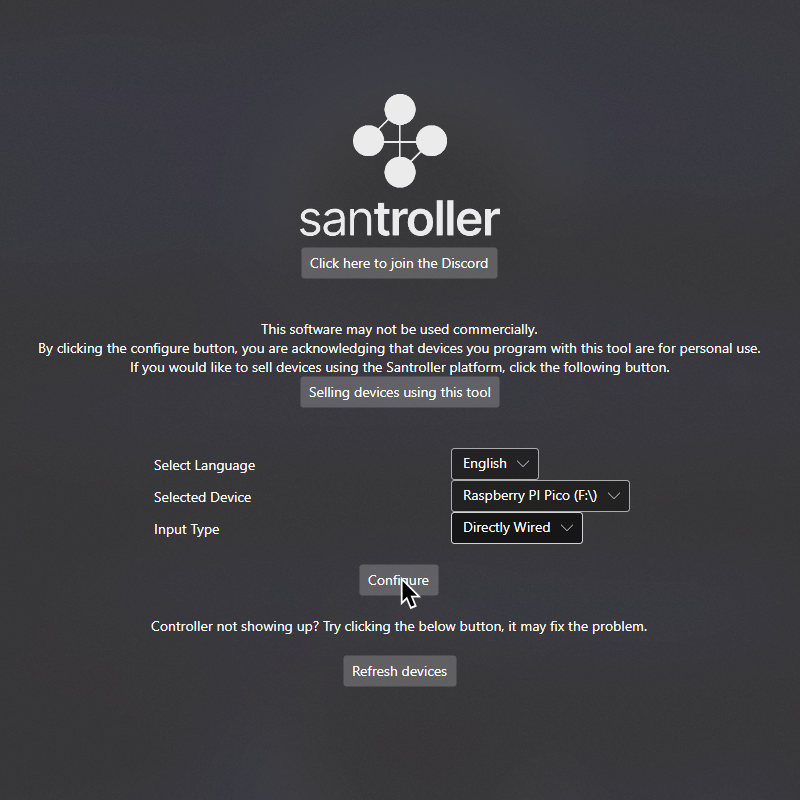 santroller
Click here to join the Discord
This software may not be used commercially.
By clicking the configure button, you are acknowledging that devices you program with this tool are for personal use.
If you would like to sell devices using the Santroller platform, click the following button.
Selling devices using this tool
Select Language English
Selected Device Raspberry PI Pico (F:\)
Input Type Directly Wired
Configure
Controller not showing up? Try clicking the below button, it may fix the problem.
Refresh devices